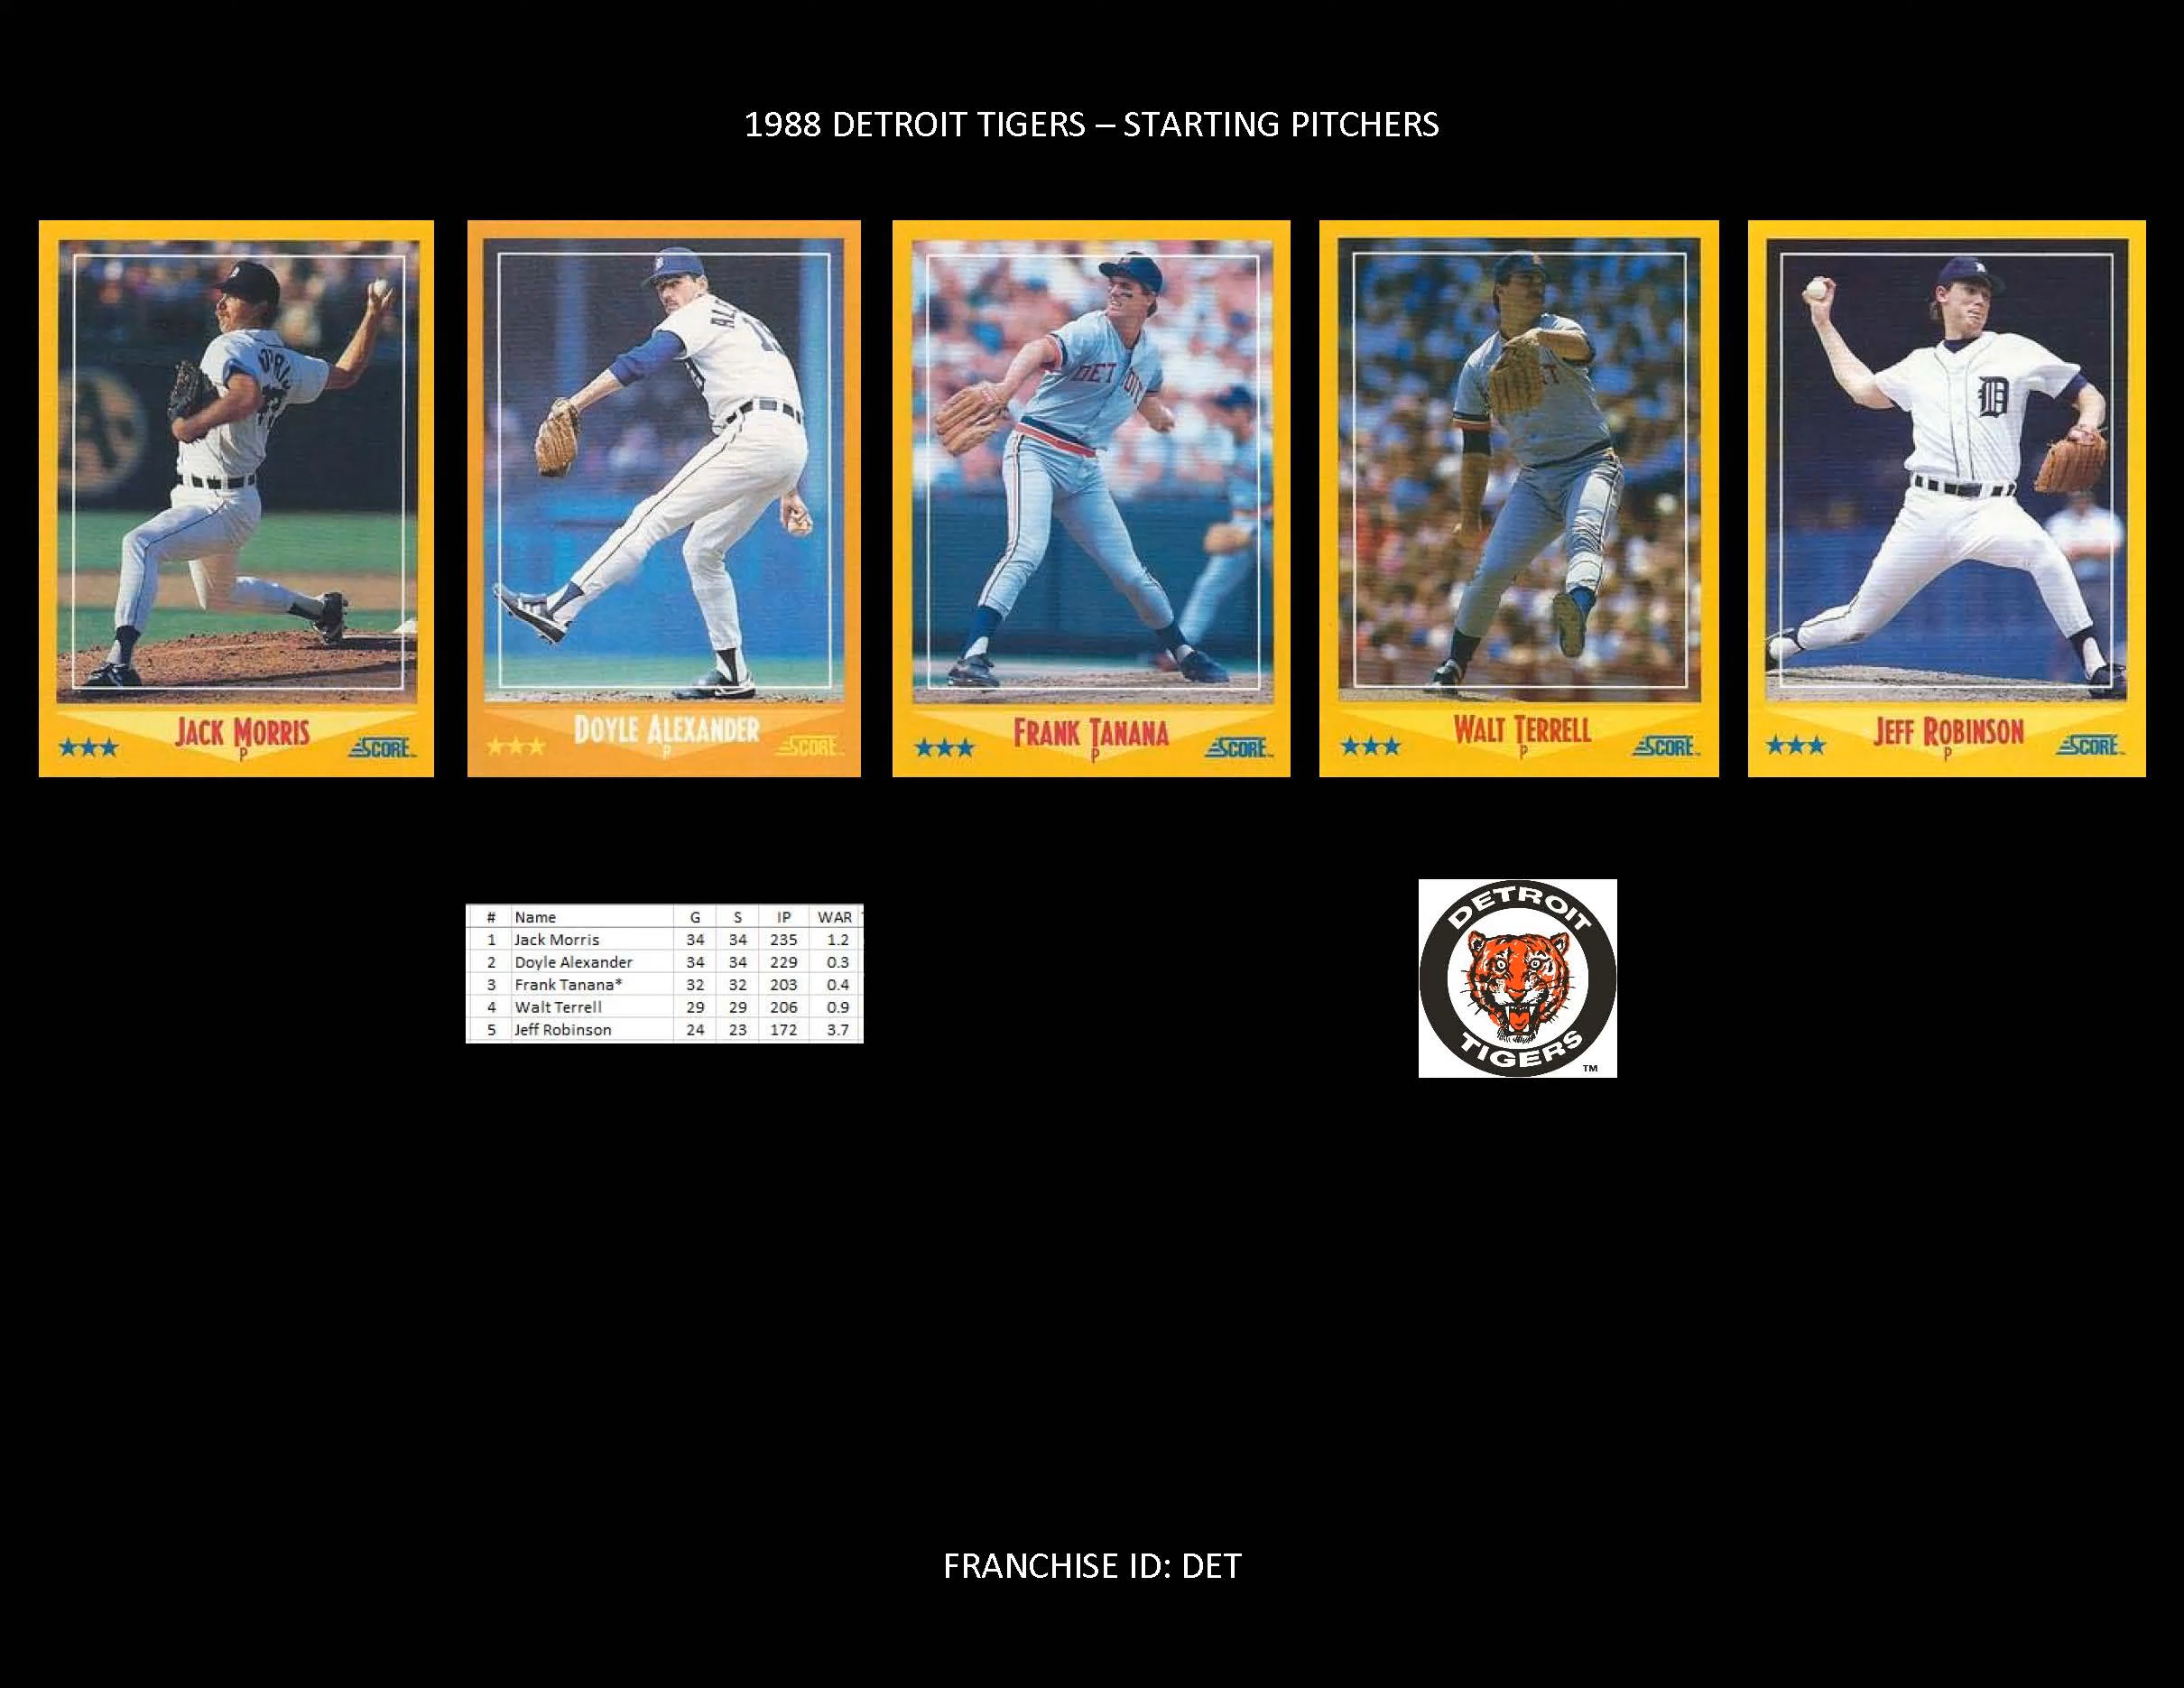 1988 DETROIT TIGERS – STARTING PITCHERS
JACK MORRIS
P
SCORE
DOYLE ALEXANDER
P
SCORE
DETROIT
FRANK TANANA
P
SCORE
WALT TERRELL
P
SCORE
D
JEFF ROBINSON
P
SCORE
# Name G S IP WAR
1 Jack Morris 34 34 235 1.2
2 Doyle Alexander 34 34 229 0.3
3 Frank Tanana* 32 32 203 0.4
4 Walt Terrell 29 29 206 0.9
5 Jeff Robinson 24 23 172 3.7
DETROIT
TIGERS
TM
FRANCHISE ID: DET